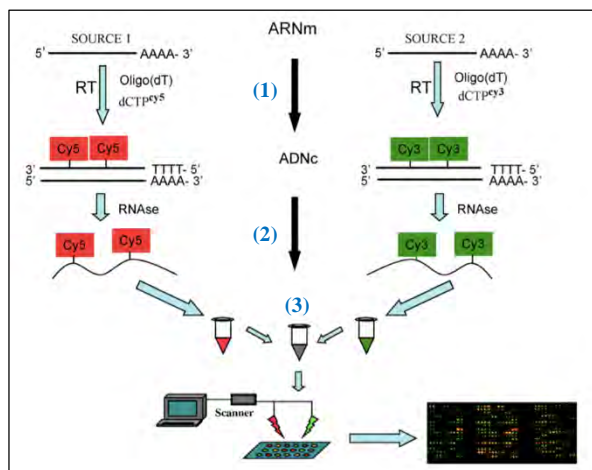 ARNm
5' SOURCE 1 AAAA- 3'
5' SOURCE 2 AAAA- 3'
RT Oligo(dT)
dCTPcy5
(1)
RT Oligo(dT)
dCTPcy3
Cy5 Cy5
3' TTTT- 5'
5' AAAA- 3'
ADNc
Cy3 Cy3
3' TTTT- 5'
5' AAAA- 3'
RNAse
(2)
RNAse
Cy5 Cy5
Cy3 Cy3
(3)
Scanner